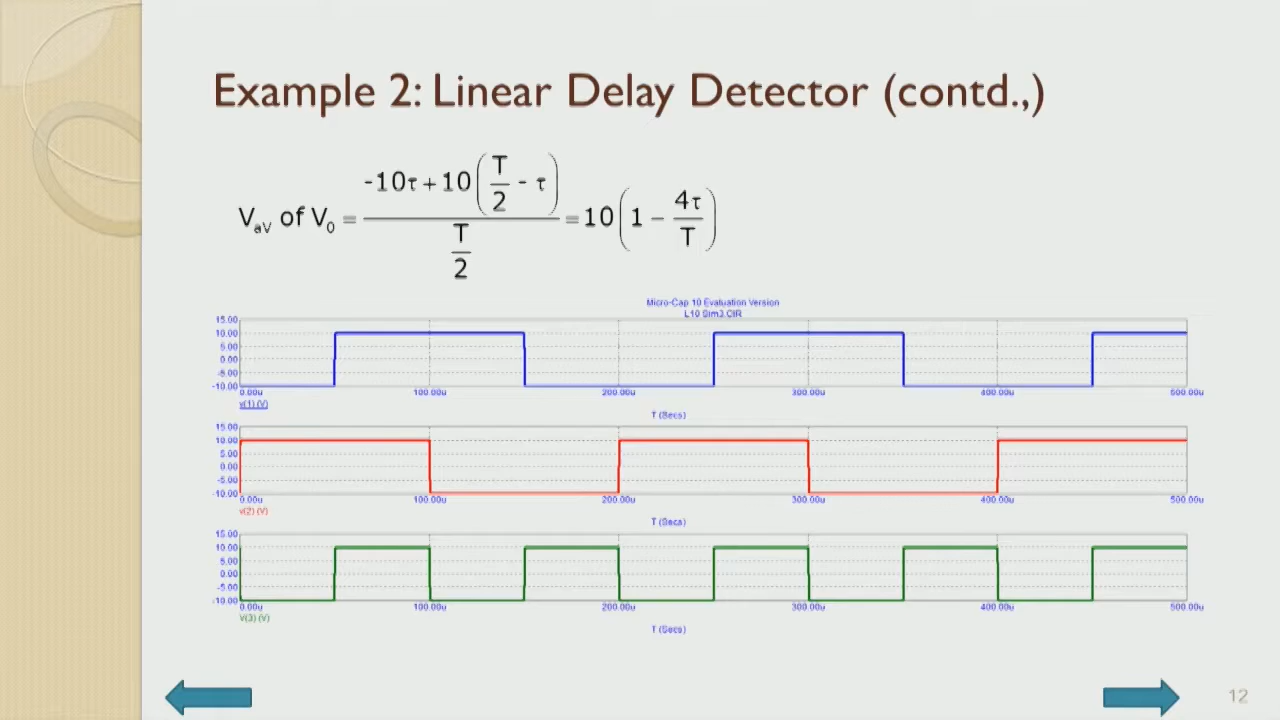 Example 2: Linear Delay Detector (contd.,)
VaV of V0 = (-10τ + 10(T/2 - τ)) / (T/2) = 10(1 − 4τ/T)
Micro-Cap 10 Evaluation Version
L10 Sim3.CIR
15.00
10.00
5.00
0.00
-5.00
-10.00
0.00u 100.00u 200.00u 300.00u 400.00u 500.00u
v(1) (V)
T (Secs)
15.00
10.00
5.00
0.00
-5.00
-10.00
0.00u 100.00u 200.00u 300.00u 400.00u 500.00u
v(2) (V)
T (Secs)
15.00
10.00
5.00
0.00
-5.00
-10.00
0.00u 100.00u 200.00u 300.00u 400.00u 500.00u
V(3) (V)
T (Secs)
12